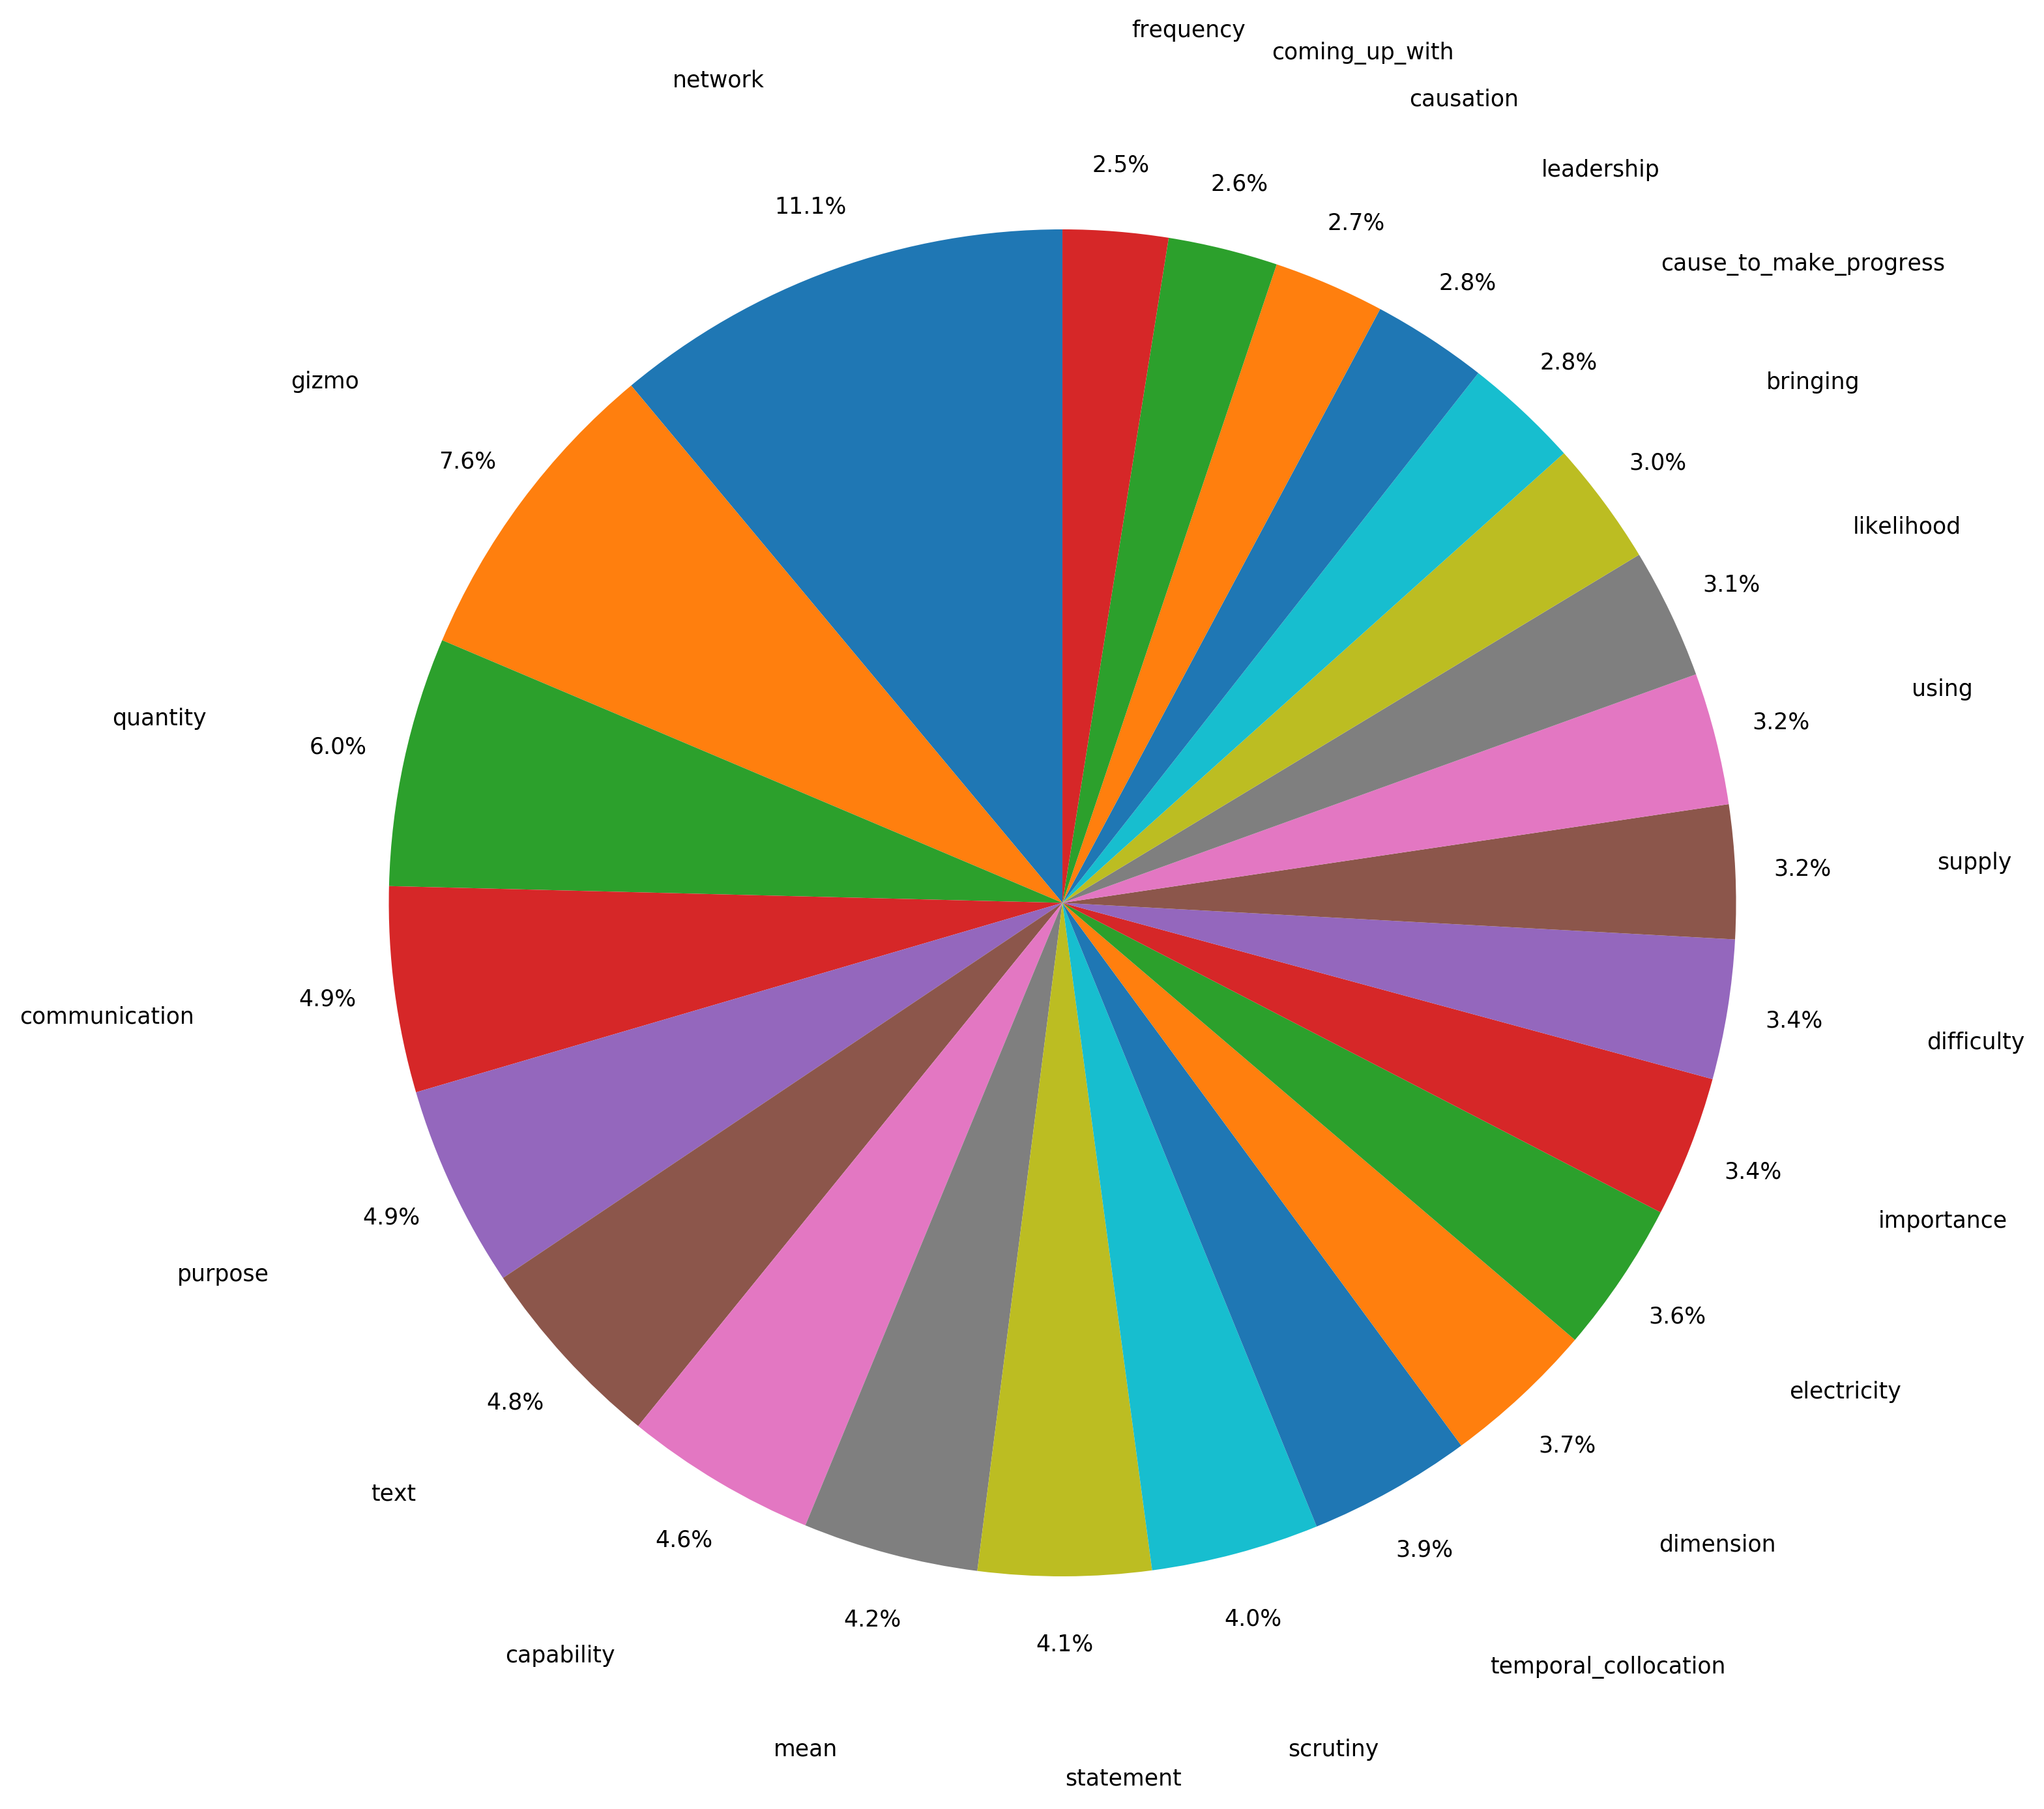 frequency
coming_up_with
network
causation
2.5%
leadership
2.6%
11.1%
2.7%
cause_to_make_progress
2.8%
2.8%
gizmo
bringing
7.6%
3.0%
likelihood
3.1%
using
quantity
3.2%
6.0%
supply
3.2%
4.9%
communication
3.4%
difficulty
3.4%
4.9%
importance
purpose
3.6%
electricity
4.8%
3.7%
text
4.6%
dimension
3.9%
4.2%
4.0%
4.1%
capability
temporal_collocation
mean
scrutiny
statement